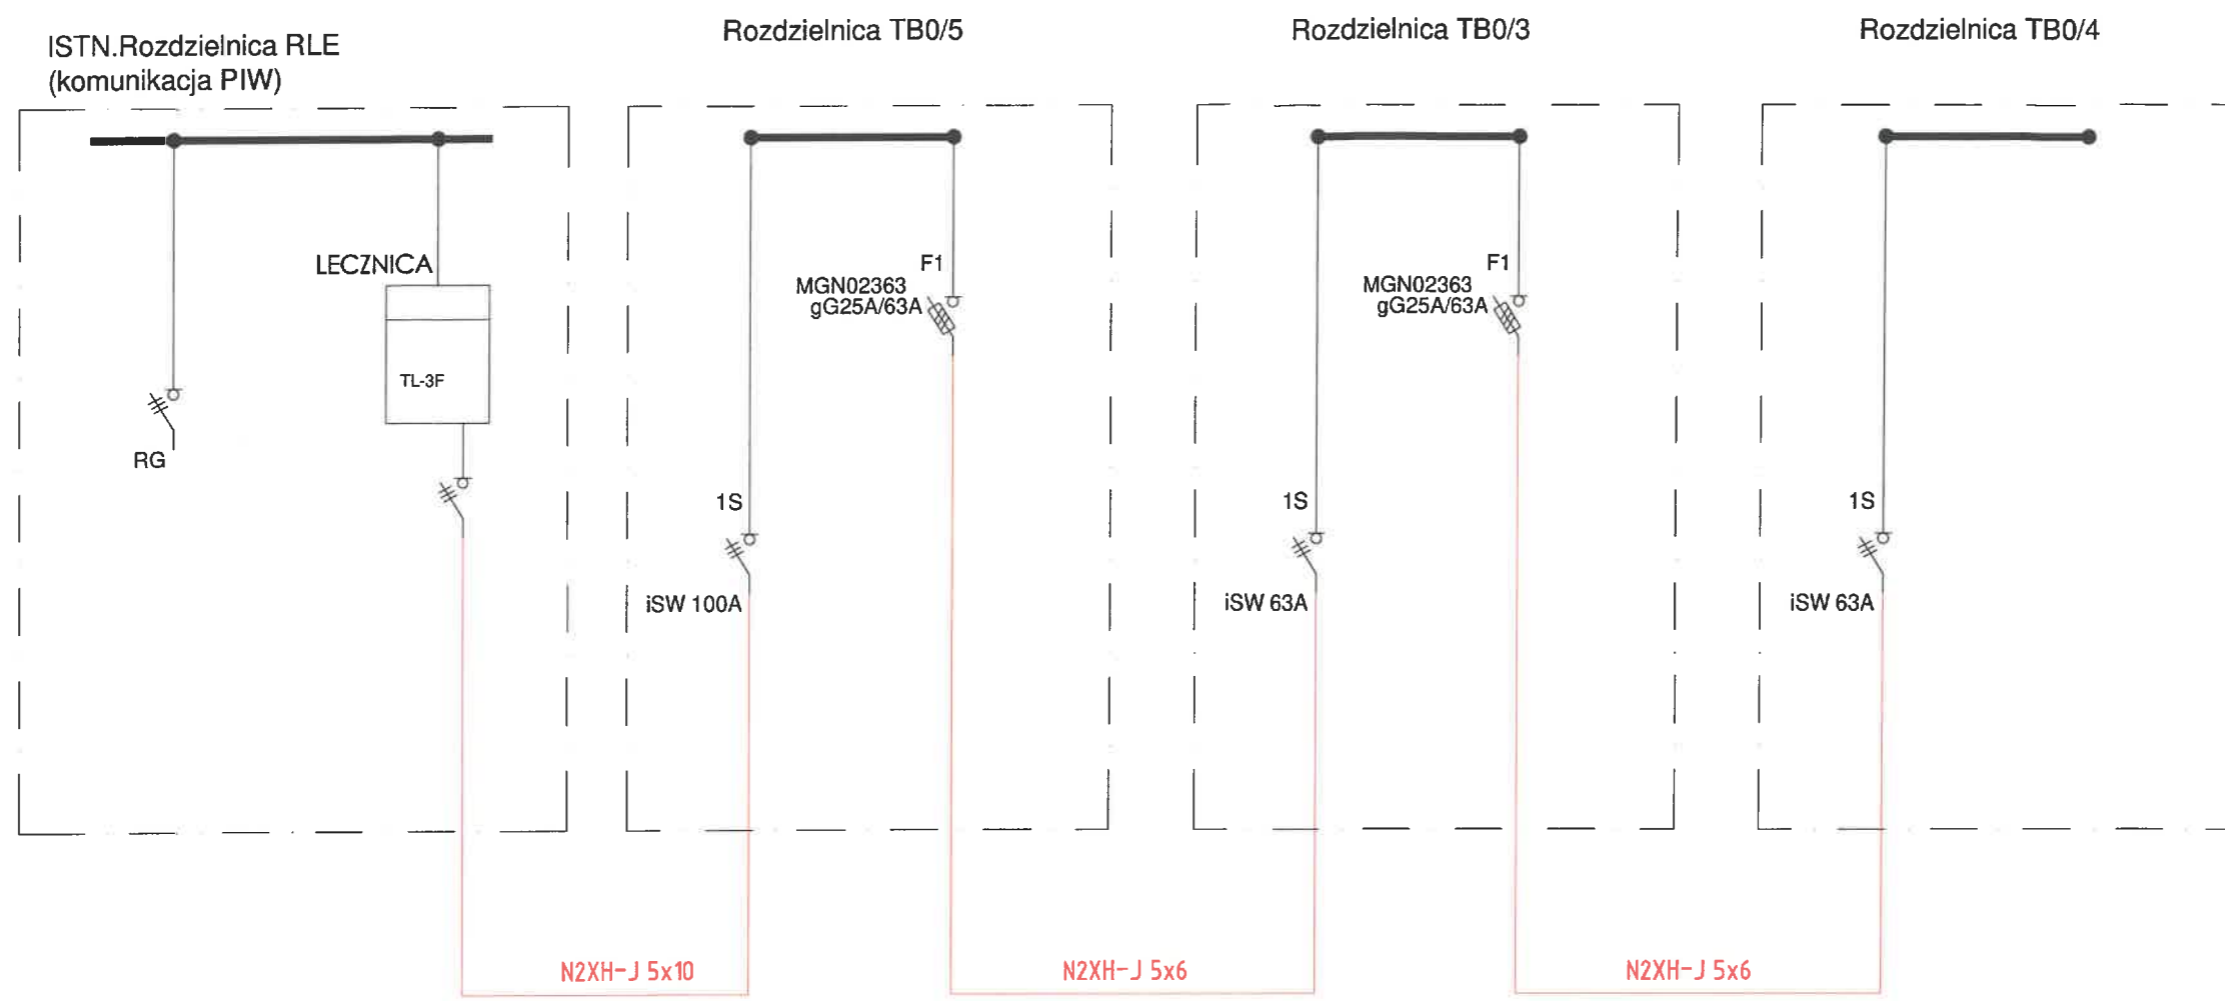 ISTN.Rozdzielnica RLE
(komunikacja PIW)
LECZNICA
TL-3F
RG
Rozdzielnica TB0/5
F1
MGN02363
gG25A/63A
1S
iSW 100A
Rozdzielnica TB0/3
F1
MGN02363
gG25A/63A
1S
iSW 63A
Rozdzielnica TB0/4
1S
iSW 63A
N2XH-J 5x10
N2XH-J 5x6
N2XH-J 5x6